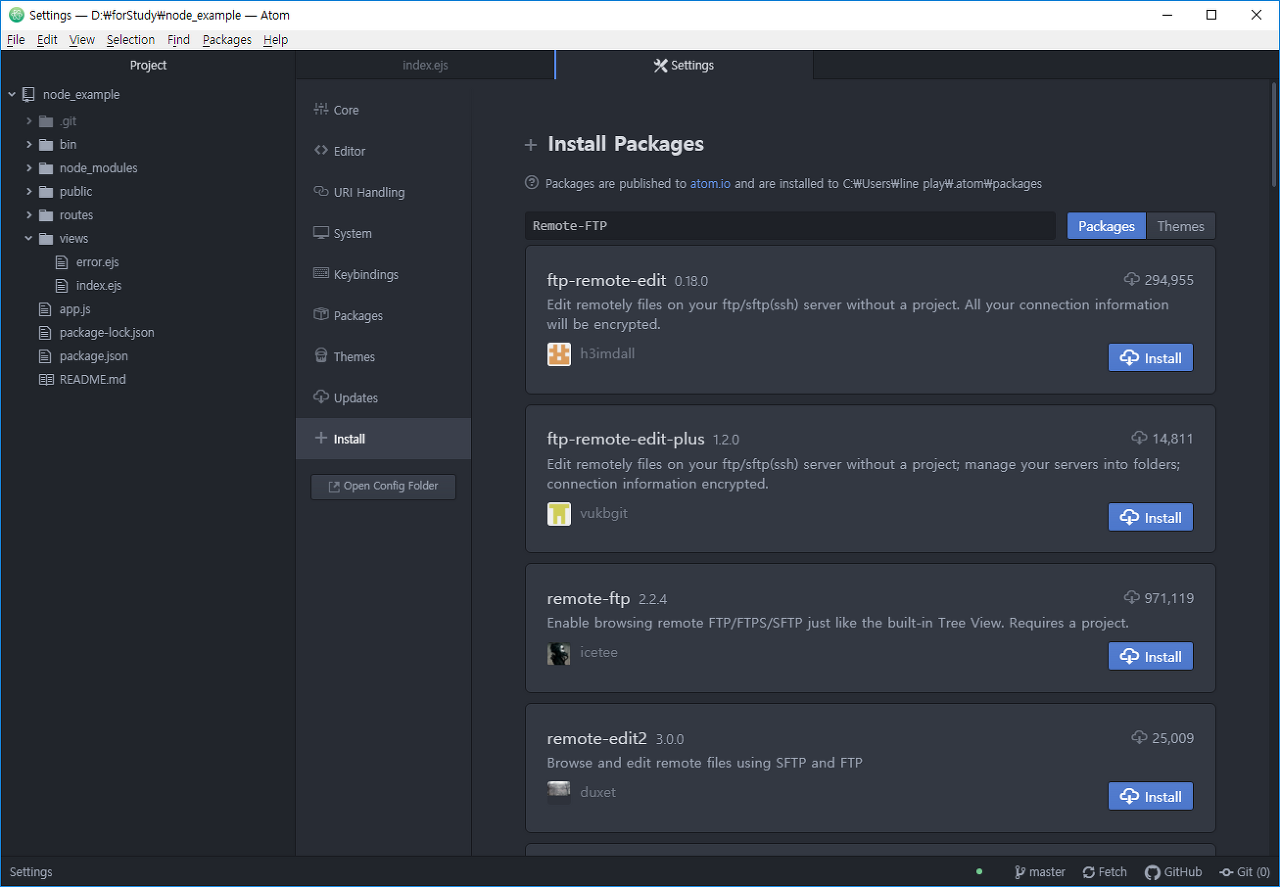 Settings — D:₩forStudy₩node_example — Atom
File Edit View Selection Find Packages Help
Project
index.ejs
Settings
node_example
.git
bin
node_modules
public
routes
views
error.ejs
index.ejs
app.js
package-lock.json
package.json
README.md
Core
Editor
URI Handling
System
Keybindings
Packages
Themes
Updates
Install
Open Config Folder
Install Packages
Packages are published to atom.io and are installed to C:₩Users₩line play₩.atom₩packages
Remote-FTP
Packages Themes
ftp-remote-edit 0.18.0 294,955
Edit remotely files on your ftp/sftp(ssh) server without a project. All your connection information
will be encrypted.
h3imdall
Install
ftp-remote-edit-plus 1.2.0 14,811
Edit remotely files on your ftp/sftp(ssh) server without a project; manage your servers into folders;
connection information encrypted.
vukbgit
Install
remote-ftp 2.2.4 971,119
Enable browsing remote FTP/FTPS/SFTP just like the built-in Tree View. Requires a project.
icetee
Install
remote-edit2 3.0.0 25,009
Browse and edit remote files using SFTP and FTP
duxet
Install
Settings
master Fetch GitHub Git (0)